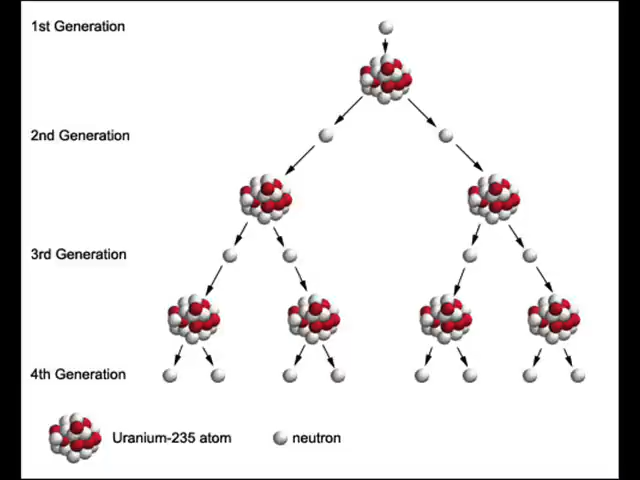 1st Generation
2nd Generation
3rd Generation
4th Generation
Uranium-235 atom
neutron